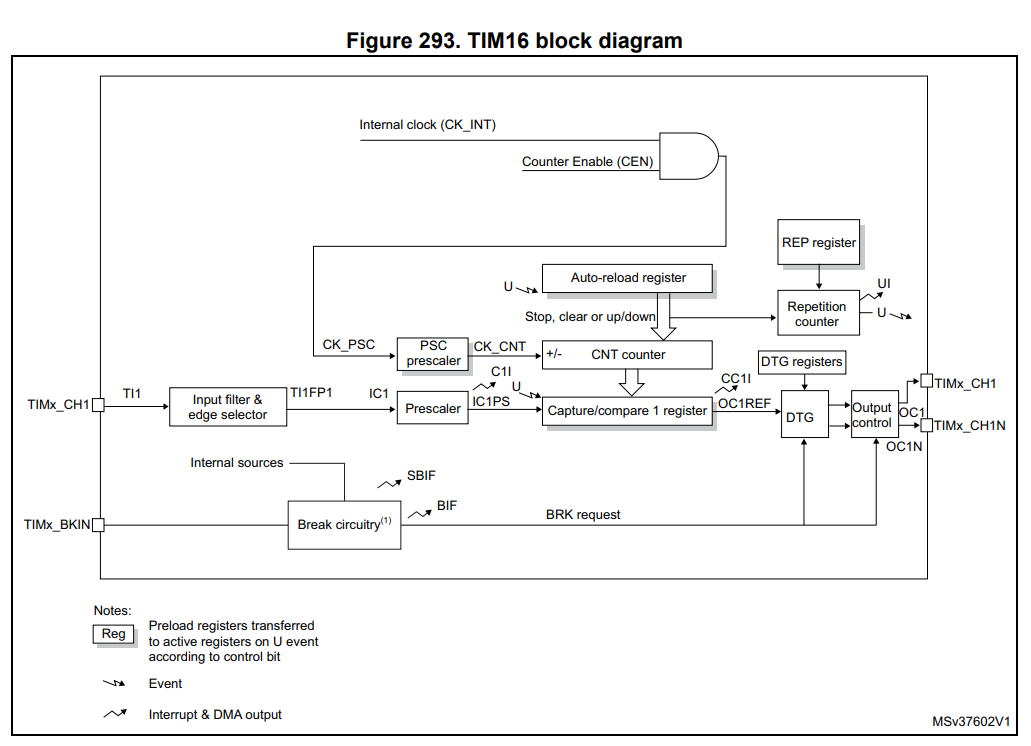 Figure 293. TIM16 block diagram
Internal clock (CK_INT)
Counter Enable (CEN)
REP register
Auto-reload register
U
UI
Stop, clear or up/down
Repetition
counter
U
CK_PSC
PSC
prescaler
CK_CNT
+/-
CNT counter
DTG registers
TIMx_CH1
TI1
Input filter &
edge selector
TI1FP1
IC1
Prescaler
C1I
IC1PS
U
Capture/compare 1 register
CC1I
OC1REF
DTG
Output
control
OC1
TIMx_CH1
TIMx_CH1N
OC1N
Internal sources
SBIF
BIF
TIMx_BKIN
Break circuitry(1)
BRK request
Notes:
Reg
Preload registers transferred
to active registers on U event
according to control bit
Event
Interrupt & DMA output
MSv37602V1